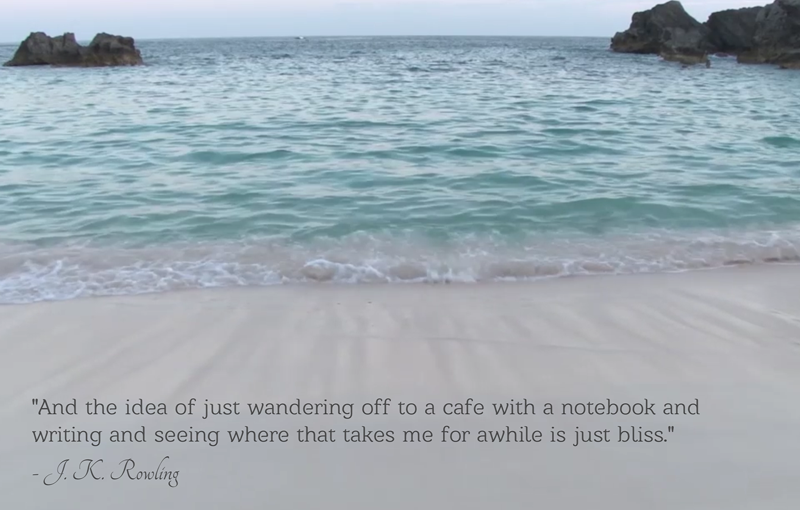 "And the idea of just wandering off to a cafe with a notebook and
writing and seeing where that takes me for awhile is just bliss."
- J. K. Rowling